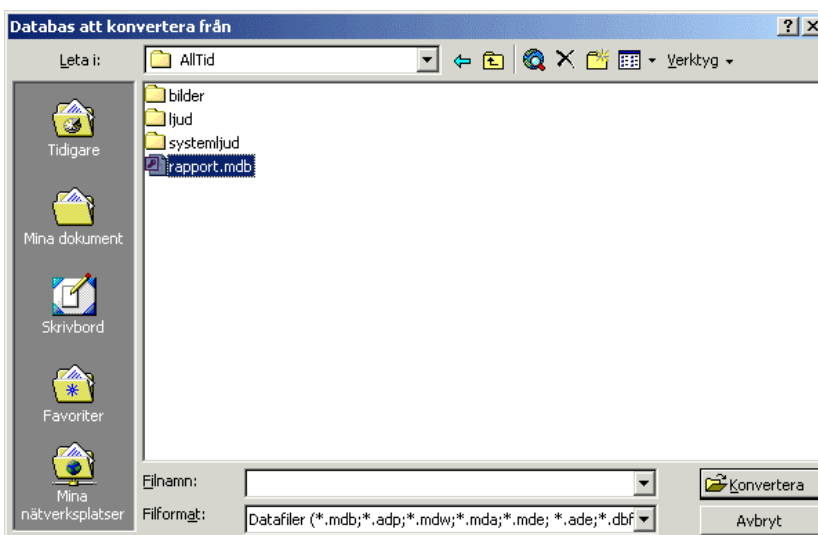 Databas att konvertera från
Leta i:
AllTid
Verktyg
bilder
ljud
systemljud
rapport.mdb
Tidigare
Mina dokument
Skrivbord
Favoriter
Mina
nätverksplatser
Filnamn:
Konvertera
Filformat:
Datafiler (*.mdb;*.adp;*.mdw;*.mda;*.mde; *.ade;*.dbf
Avbryt